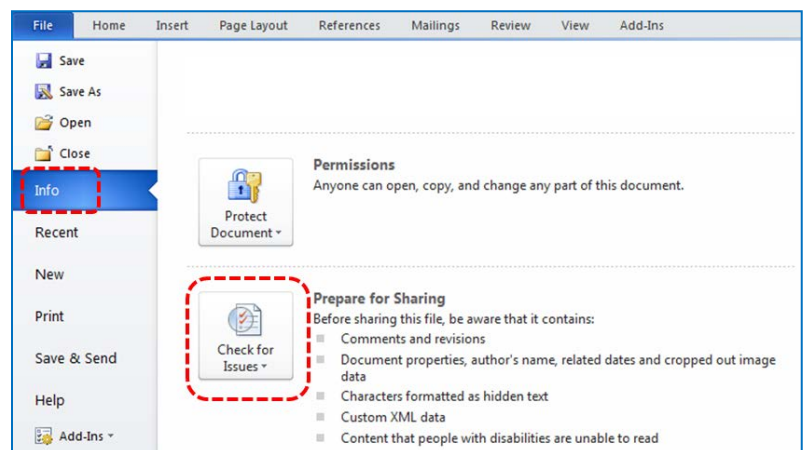 File Home Insert Page Layout References Mailings Review View Add-Ins
Save
Save As
Open
Close
Info
Recent
New
Print
Save & Send
Help
Add-Ins
Protect
Document
Permissions
Anyone can open, copy, and change any part of this document.
Check for
Issues
Prepare for Sharing
Before sharing this file, be aware that it contains:
Comments and revisions
Document properties, author's name, related dates and cropped out image
data
Characters formatted as hidden text
Custom XML data
Content that people with disabilities are unable to read